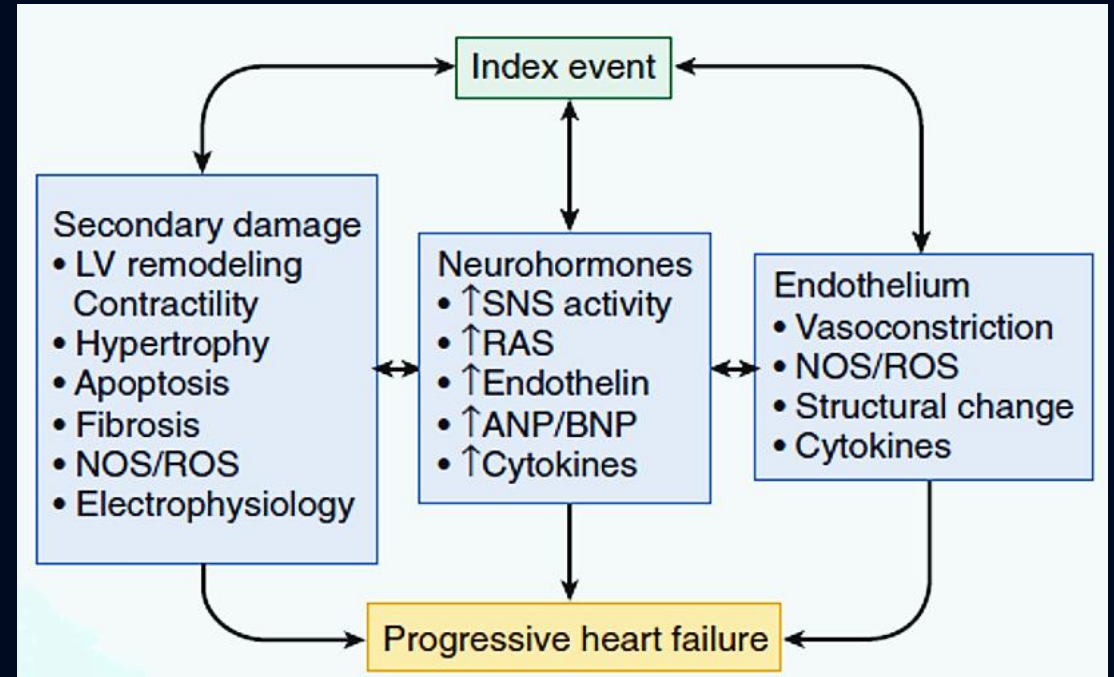 Index event
Secondary damage
• LV remodeling
Contractility
• Hypertrophy
• Apoptosis
• Fibrosis
• NOS/ROS
• Electrophysiology
Neurohormones
• ↑SNS activity
• ↑RAS
• ↑Endothelin
• ↑ANP/BNP
• ↑Cytokines
Endothelium
• Vasoconstriction
• NOS/ROS
• Structural change
• Cytokines
Progressive heart failure